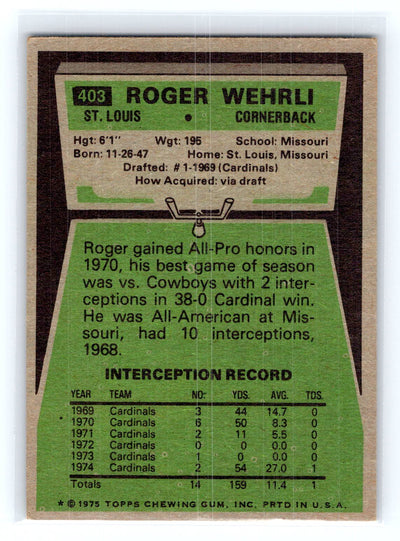 403 ROGER WEHRLI
ST. LOUIS • CORNERBACK
Hgt: 6'1" Wgt: 195 School: Missouri
Born: 11-26-47 Home: St. Louis, Missouri
Drafted: #1-1969 (Cardinals)
How Acquired: via draft
Roger gained All-Pro honors in
1970, his best game of season
was vs. Cowboys with 2 inter-
ceptions in 38-0 Cardinal win.
He was All-American at Mis-
souri, had 10 interceptions,
1968.
INTERCEPTION RECORD
YEAR TEAM NO: YDS. AVG. TDS.
1969 Cardinals 3 44 14.7 0
1970 Cardinals 6 50 8.3 0
1971 Cardinals 2 11 5.5 0
1972 Cardinals 0 0 0 0
1973 Cardinals 1 0 0 0
1974 Cardinals 2 54 27.0 1
Totals 14 159 11.4 1
* © 1975 TOPPS CHEWING GUM, INC. PRTD IN U.S.A.